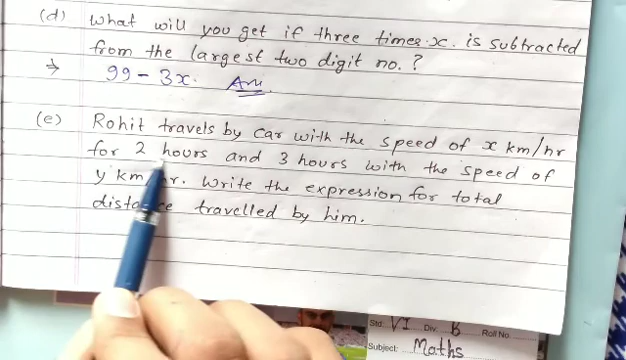 (d) What will you get if three times x. is subtracted
from the largest two digit no.?
→ 99 - 3x. Ans
(e) Rohit travels by car with the speed of x km/hr
for 2 hours and 3 hours with the speed of
y km hr. Write the expression for total
distance travelled by him.
Std. VI Div. B Roll No.
Subject: Maths